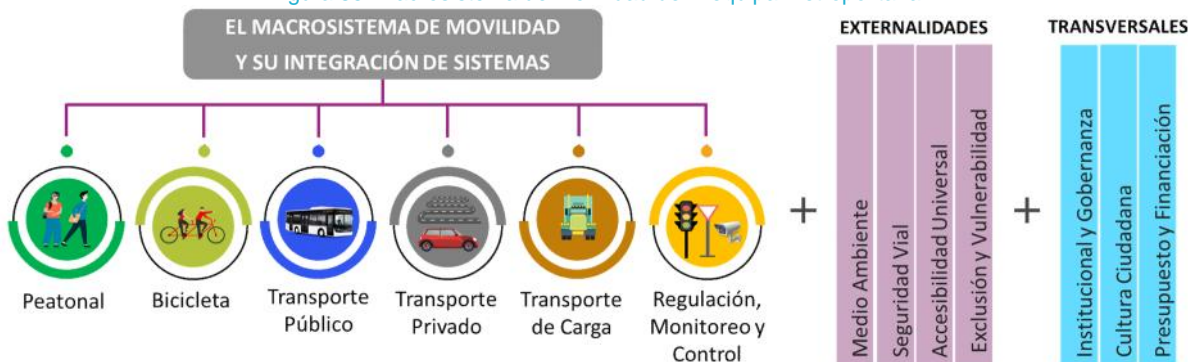 EL MACROSISTEMA DE MOVILIDAD
Y SU INTEGRACIÓN DE SISTEMAS
Peatonal
Bicicleta
Transporte
Público
Transporte
Privado
Transporte
de Carga
Regulación,
Monitoreo y
Control
+
EXTERNALIDADES
Medio Ambiente
Seguridad Vial
Accesibilidad Universal
Exclusión y Vulnerabilidad
+
TRANSVERSALES
Institucional y Gobernanza
Cultura Ciudadana
Presupuesto y Financiación